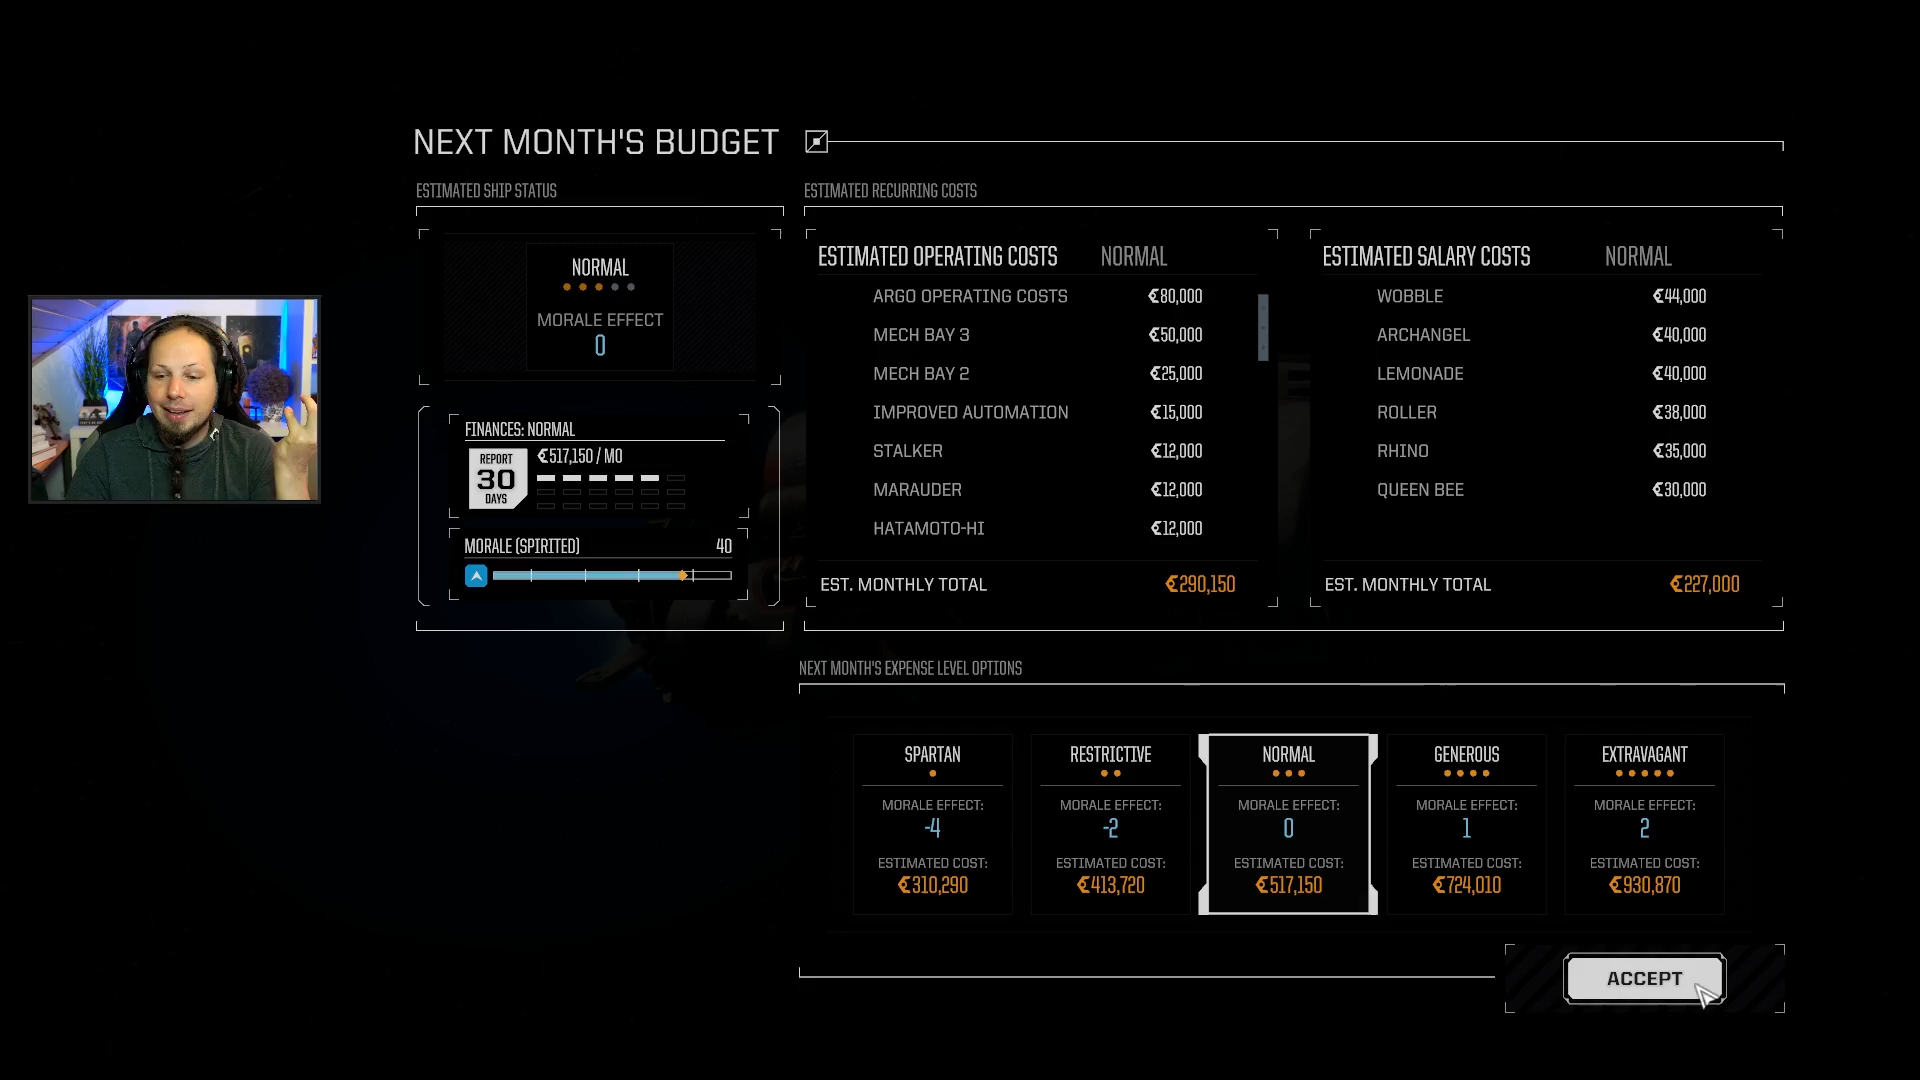 NEXT MONTH'S BUDGET
ESTIMATED SHIP STATUS
NORMAL
MORALE EFFECT
0
FINANCES: NORMAL
REPORT
30
DAYS
€517,150 / MO
MORALE (SPIRITED) 40
ESTIMATED RECURRING COSTS
ESTIMATED OPERATING COSTS NORMAL
ARGO OPERATING COSTS €80,000
MECH BAY 3 €50,000
MECH BAY 2 €25,000
IMPROVED AUTOMATION €15,000
STALKER €12,000
MARAUDER €12,000
HATAMOTO-HI €12,000
EST. MONTHLY TOTAL €290,150
ESTIMATED SALARY COSTS NORMAL
WOBBLE €44,000
ARCHANGEL €40,000
LEMONADE €40,000
ROLLER €38,000
RHINO €35,000
QUEEN BEE €30,000
EST. MONTHLY TOTAL €227,000
NEXT MONTH'S EXPENSE LEVEL OPTIONS
SPARTAN
MORALE EFFECT:
-4
ESTIMATED COST:
€310,290
RESTRICTIVE
MORALE EFFECT:
-2
ESTIMATED COST:
€413,720
NORMAL
MORALE EFFECT:
0
ESTIMATED COST:
€517,150
GENEROUS
MORALE EFFECT:
1
ESTIMATED COST:
€724,010
EXTRAVAGANT
MORALE EFFECT:
2
ESTIMATED COST:
€930,870
ACCEPT